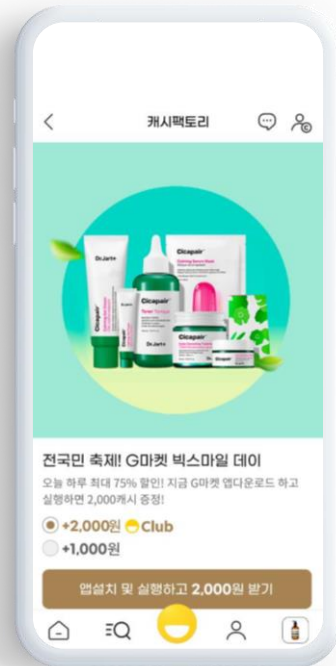 캐시팩토리
Dr.Jart+
Cicapair™
Cicapair™
Toner
Dr.Jart+
Cicapair™
전국민 축제! G마켓 빅스마일 데이
오늘 하루 최대 75% 할인! 지금 G마켓 앱다운로드 하고
실행하면 2,000캐시 증정!
+2,000원 Club
+1,000원
앱설치 및 실행하고 2,000원 받기